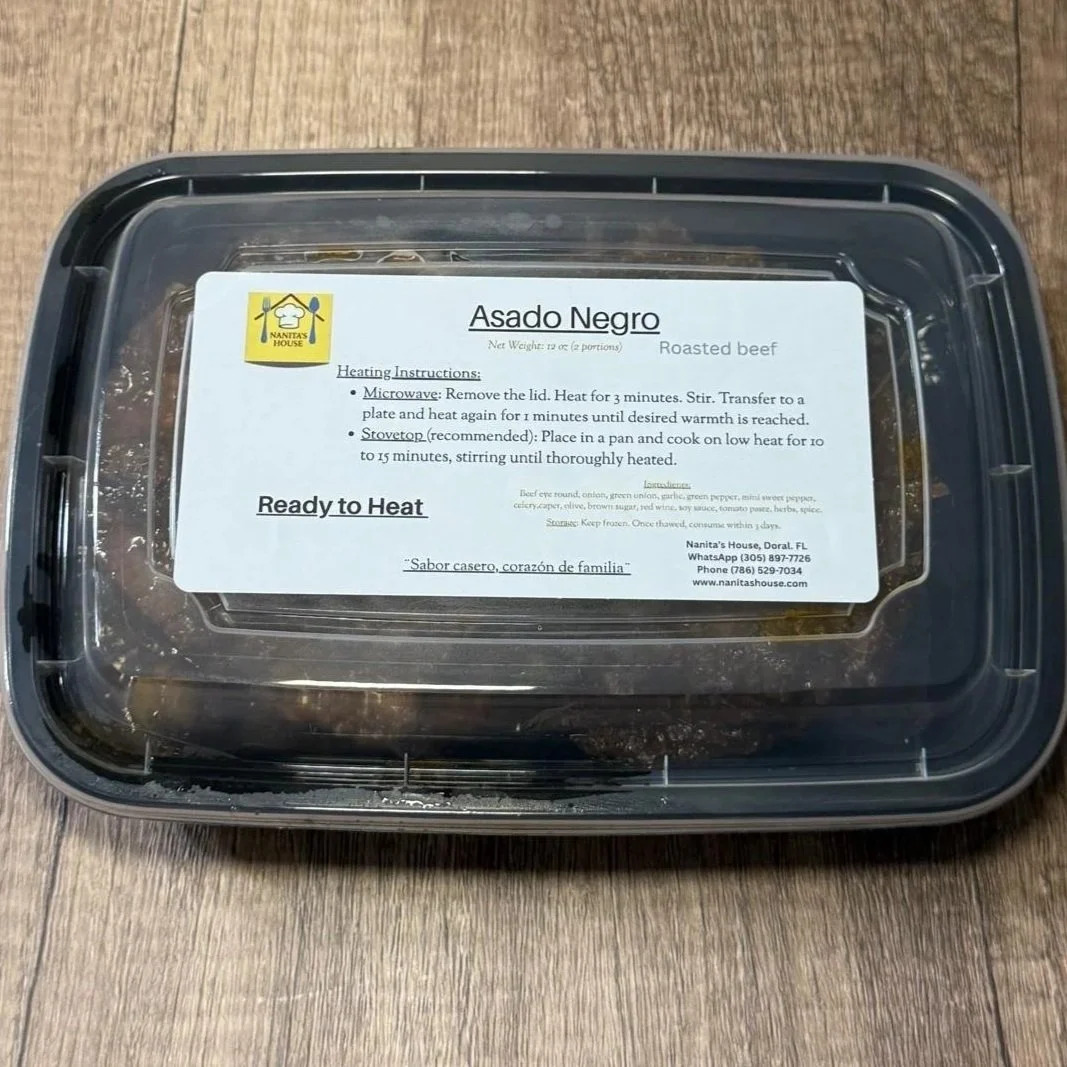 NANITA'S
HOUSE
Asado Negro
Net Weight: 12 oz (2 portions)
Roasted beef
Heating Instructions:
• Microwave: Remove the lid. Heat for 3 minutes. Stir. Transfer to a
plate and heat again for 1 minutes until desired warmth is reached.
• Stovetop (recommended): Place in a pan and cook on low heat for 10
to 15 minutes, stirring until thoroughly heated.
Ingredients:
Beef eye round, onion, green onion, garlic, green pepper, mini sweet pepper,
celery,caper, olive, brown sugar, red wine, soy sauce, tomato paste, herbs, spice.
Storage: Keep frozen. Once thawed, consume within 3 days.
Ready to Heat
Nanita's House, Doral. FL
WhatsApp (305) 897-7726
Phone (786) 529-7034
www.nanitashouse.com
"Sabor casero, corazón de familia"